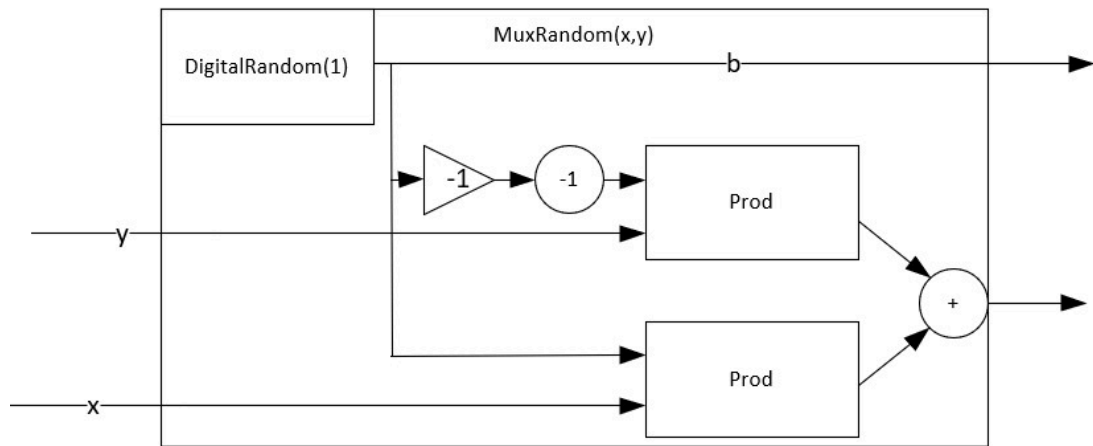 MuxRandom(x,y)
DigitalRandom(1)
b
-1
-1
Prod
y
+
Prod
x